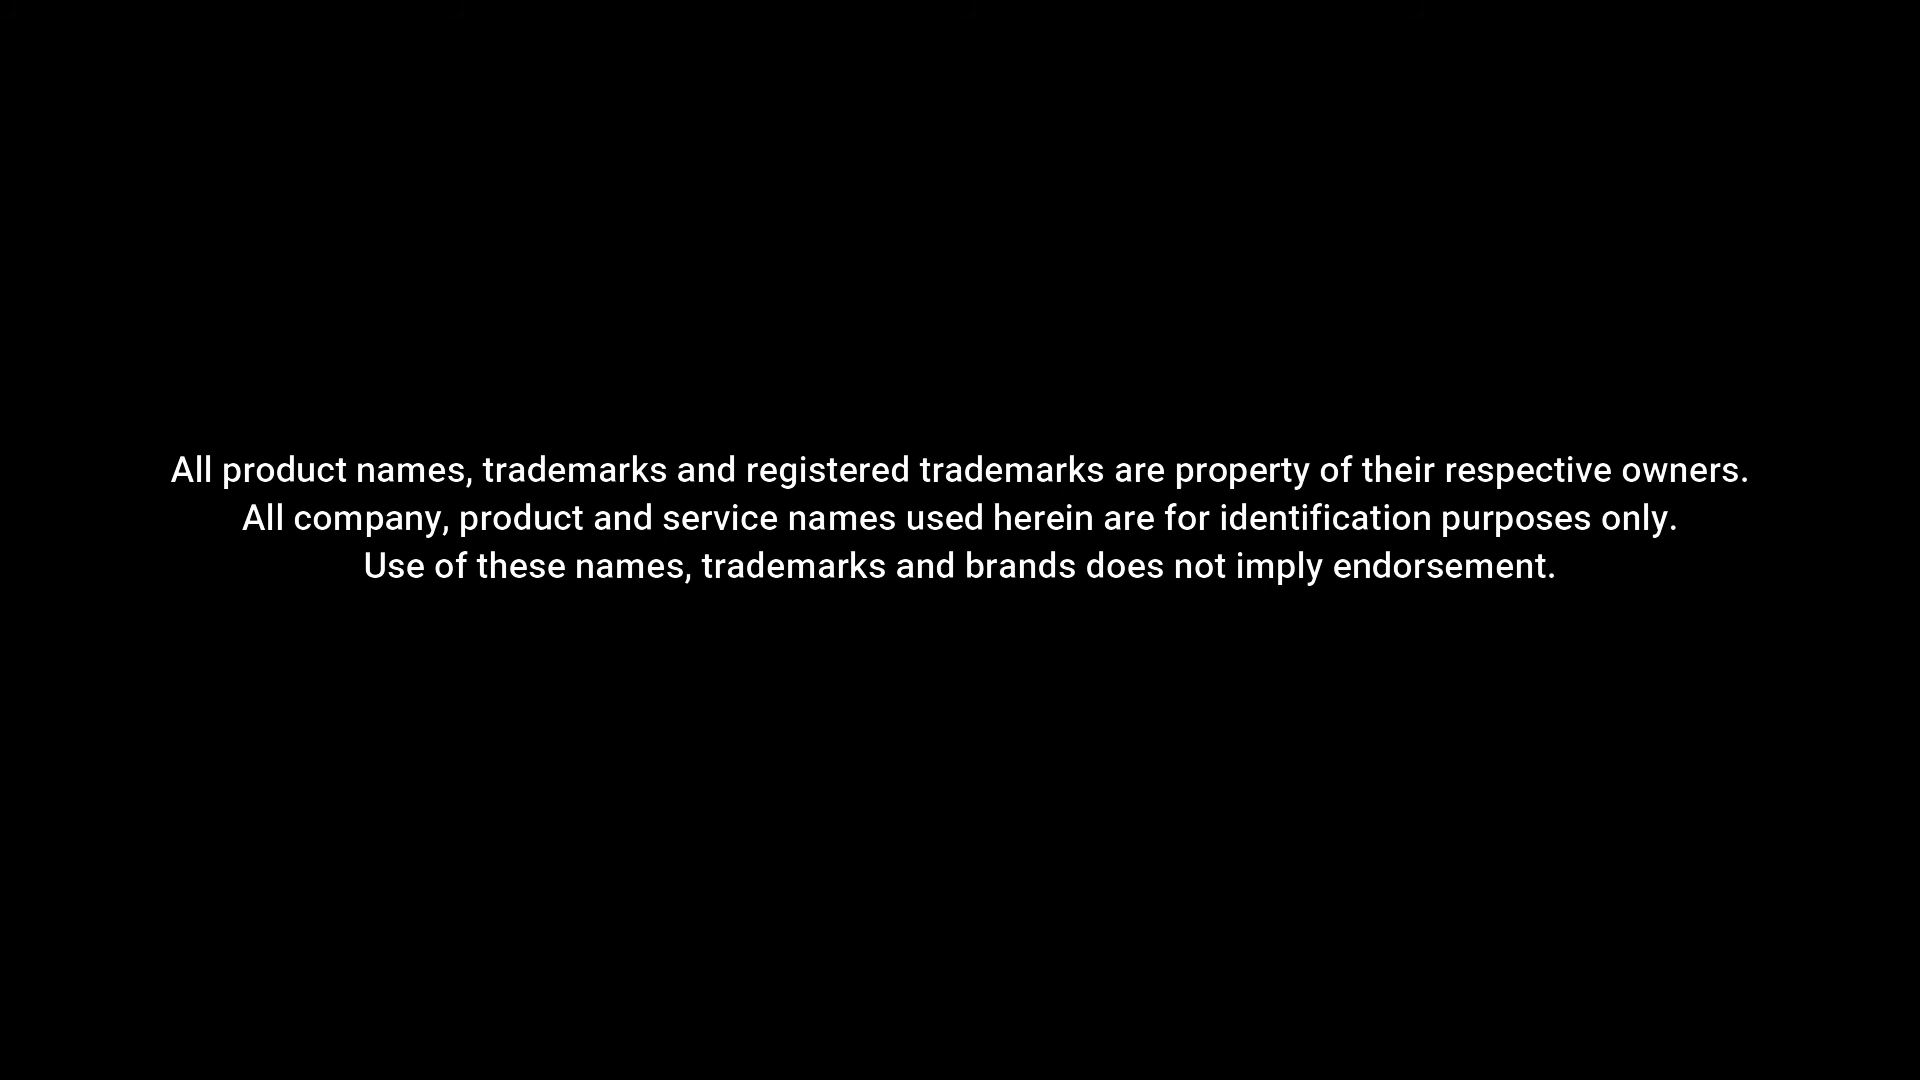 All product names, trademarks and registered trademarks are property of their respective owners.
All company, product and service names used herein are for identification purposes only.
Use of these names, trademarks and brands does not imply endorsement.